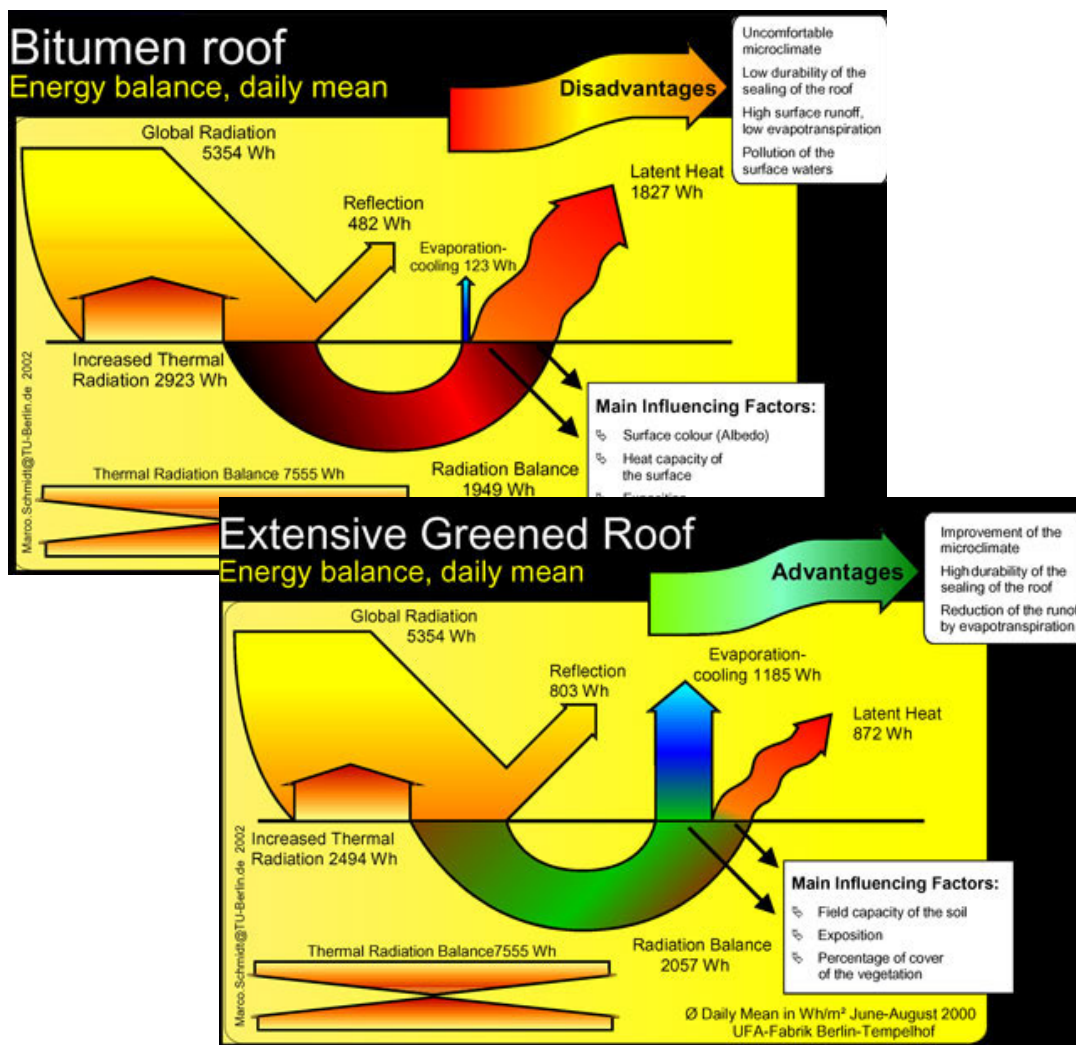 Bitumen roof
Energy balance, daily mean
Disadvantages
Uncomfortable
microclimate
Low durability of the
sealing of the roof
High surface runoff,
low evapotranspiration
Pollution of the
surface waters
Global Radiation
5354 Wh
Reflection
482 Wh
Evaporation-
cooling 123 Wh
Latent Heat
1827 Wh
Increased Thermal
Radiation 2923 Wh
Main Influencing Factors:
Surface colour (Albedo)
Heat capacity of
the surface
Thermal Radiation Balance 7555 Wh
Radiation Balance
1949 Wh
Marco.Schmidt@TU-Berlin.de 2002
Extensive Greened Roof
Energy balance, daily mean
Advantages
Improvement of the
microclimate
High durability of the
sealing of the roof
Reduction of the runof
by evapotranspiration
Global Radiation
5354 Wh
Reflection
803 Wh
Evaporation-
cooling 1185 Wh
Latent Heat
872 Wh
Increased Thermal
Radiation 2494 Wh
Main Influencing Factors:
Field capacity of the soil
Exposition
Percentage of cover
of the vegetation
Thermal Radiation Balance7555 Wh
Radiation Balance
2057 Wh
Ø Daily Mean in Wh/m² June-August 2000
UFA-Fabrik Berlin-Tempelhof
Marco.Schmidt@TU-Berlin.de 2002